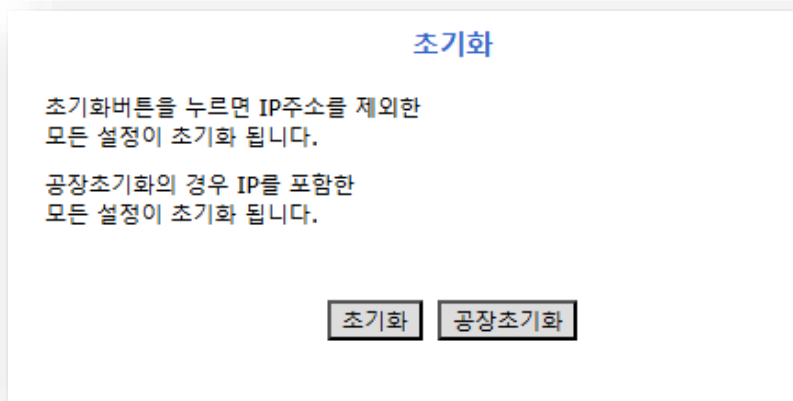 초기화
초기화버튼을 누르면 IP주소를 제외한
모든 설정이 초기화 됩니다.
공장초기화의 경우 IP를 포함한
모든 설정이 초기화 됩니다.
초기화 공장초기화